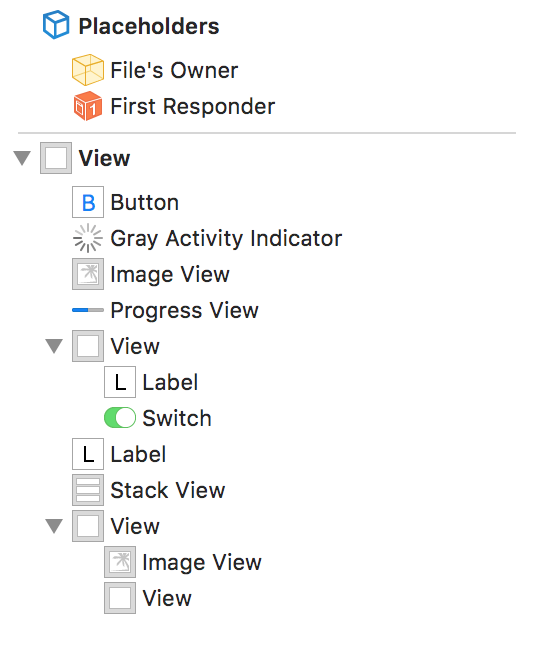 Placeholders
File's Owner
1 First Responder
View
B Button
Gray Activity Indicator
Image View
Progress View
View
L Label
Switch
L Label
Stack View
View
Image View
View